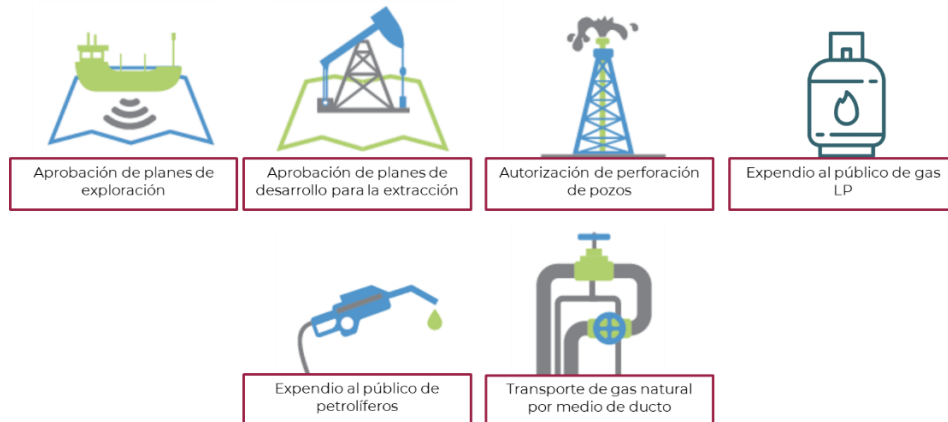 Aprobación de planes de
exploración
Aprobación de planes de
desarrollo para la extracción
Autorización de perforación
de pozos
Expendio al público de gas
LP
Expendio al público de
petrolíferos
Transporte de gas natural
por medio de ducto